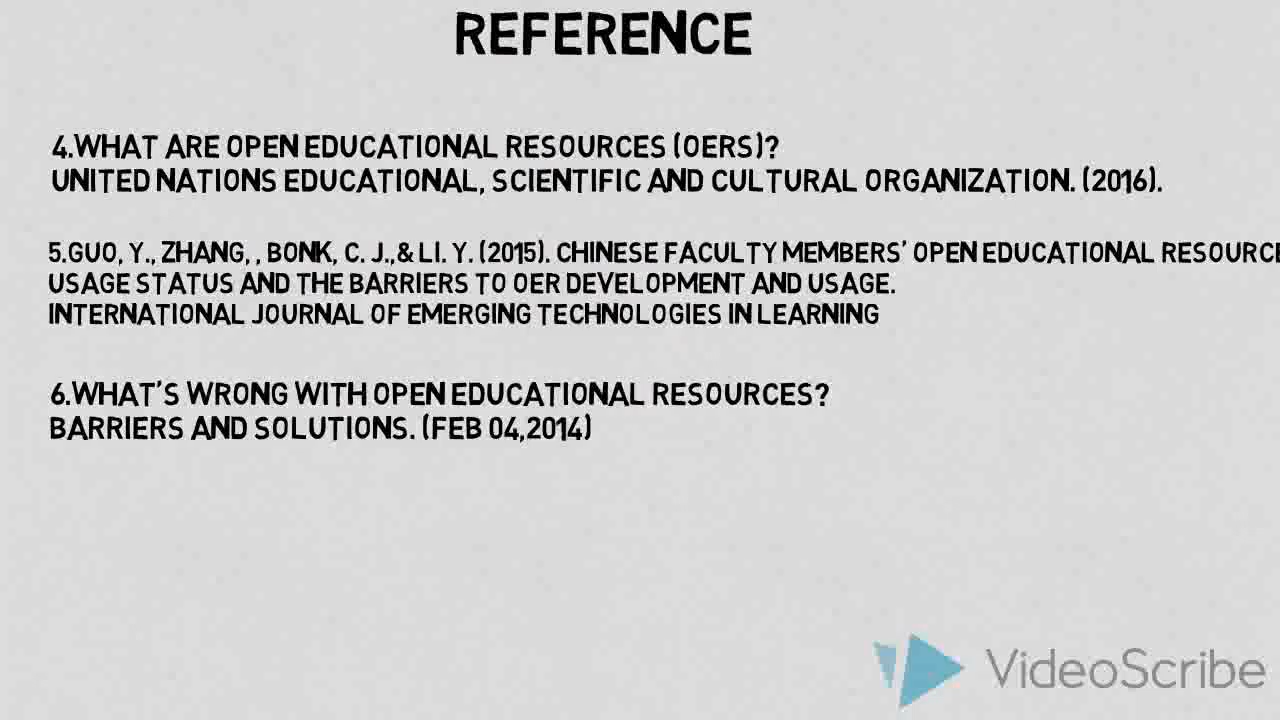 REFERENCE
4.WHAT ARE OPEN EDUCATIONAL RESOURCES (OERS)?
UNITED NATIONS EDUCATIONAL, SCIENTIFIC AND CULTURAL ORGANIZATION. (2016).
5.GUO, Y., ZHANG, , BONK, C. J.,& LI. Y. (2015). CHINESE FACULTY MEMBERS' OPEN EDUCATIONAL RESOURCE
USAGE STATUS AND THE BARRIERS TO OER DEVELOPMENT AND USAGE.
INTERNATIONAL JOURNAL OF EMERGING TECHNOLOGIES IN LEARNING
6.WHAT'S WRONG WITH OPEN EDUCATIONAL RESOURCES?
BARRIERS AND SOLUTIONS. (FEB 04,2014)
VideoScribe